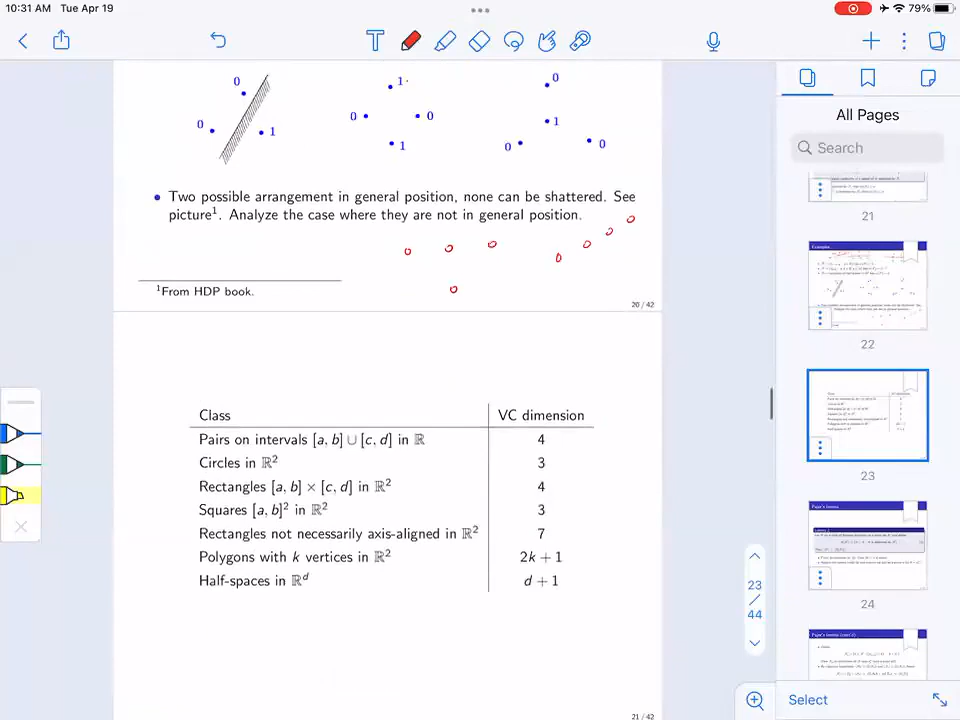 10:31 AM Tue Apr 19
79%
All Pages
Search
0
0
1
1
0
0
1
0
1
0
0
• Two possible arrangement in general position, none can be shattered. See
picture¹. Analyze the case where they are not in general position.
¹From HDP book.
20 / 42
Class VC dimension
Pairs on intervals [a, b] ∪ [c, d] in ℝ 4
Circles in ℝ² 3
Rectangles [a, b] × [c, d] in ℝ² 4
Squares [a, b]² in ℝ² 3
Rectangles not necessarily axis-aligned in ℝ² 7
Polygons with k vertices in ℝ² 2k + 1
Half-spaces in ℝᵈ d + 1
21 / 42
23
/
44
21
Examples
22
23
24
Select